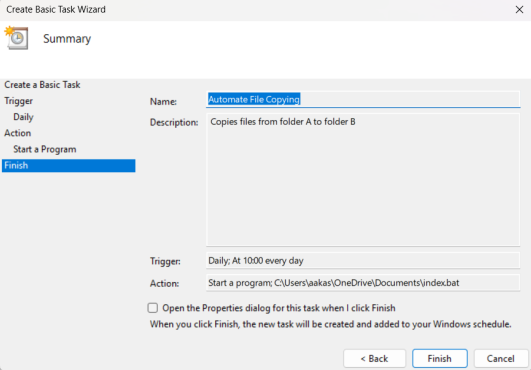 Create Basic Task Wizard
Summary
Create a Basic Task
Trigger
Daily
Action
Start a Program
Finish
Name: Automate File Copying
Description: Copies files from folder A to folder B
Trigger: Daily; At 10:00 every day
Action: Start a program; C:\Users\aakas\OneDrive\Documents\index.bat
Open the Properties dialog for this task when I click Finish
When you click Finish, the new task will be created and added to your Windows schedule.
< Back Finish Cancel